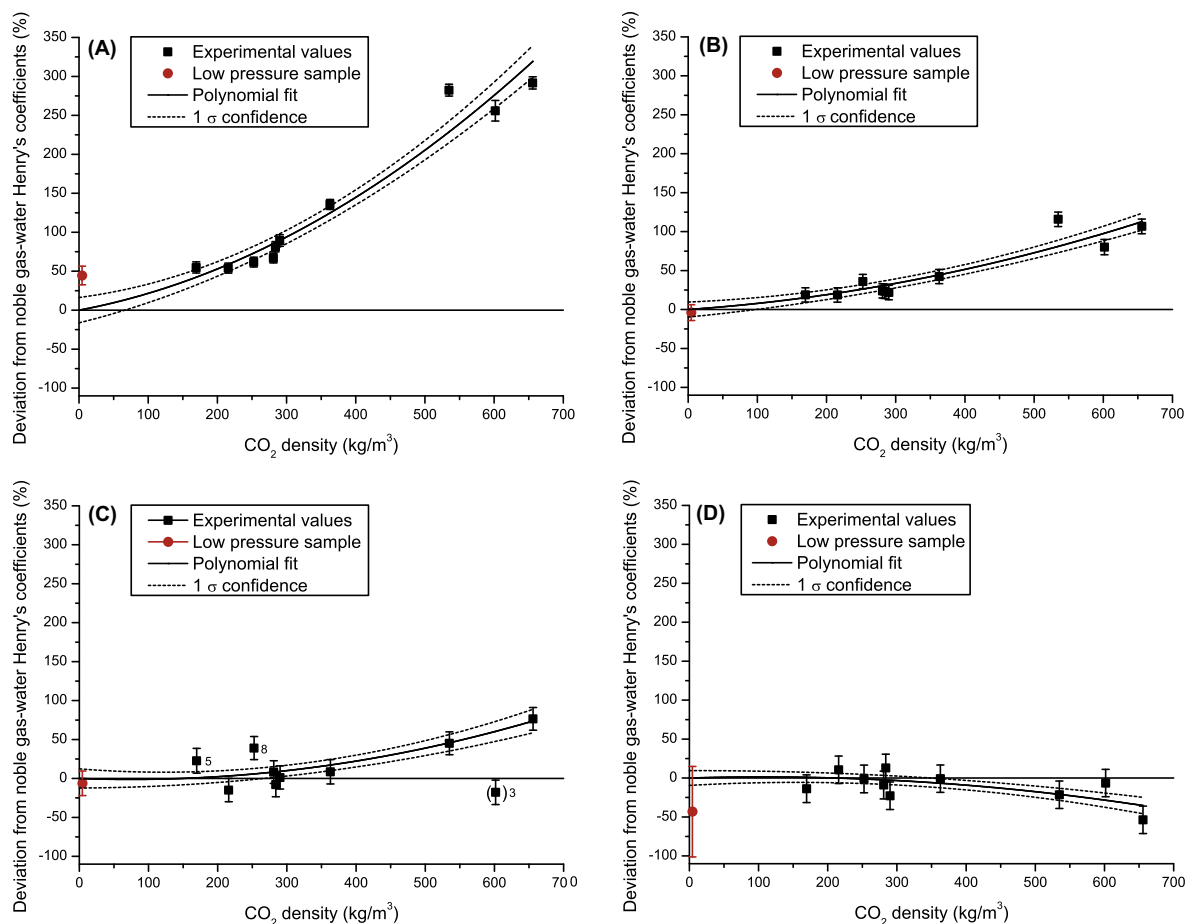 (A)
Experimental values
Low pressure sample
Polynomial fit
1 σ confidence
350
300
250
200
150
100
50
0
-50
-100
0 100 200 300 400 500 600 700
CO₂ density (kg/m³)
Deviation from noble gas-water Henry's coefficients (%)
(B)
Experimental values
Low pressure sample
Polynomial fit
1 σ confidence
350
300
250
200
150
100
50
0
-50
-100
0 100 200 300 400 500 600 700
CO₂ density (kg/m³)
Deviation from noble gas-water Henry's coefficients (%)
(C)
Experimental values
Low pressure sample
Polynomial fit
1 σ confidence
350
300
250
200
150
100
50
0
-50
-100
5
8
( )3
0 100 200 300 400 500 600 700
CO₂ density (kg/m³)
Deviation from noble gas-water Henry's coefficients (%)
(D)
Experimental values
Low pressure sample
Polynomial fit
1 σ confidence
350
300
250
200
150
100
50
0
-50
-100
0 100 200 300 400 500 600 700
CO₂ density (kg/m³)
Deviation from noble gas-water Henry's coefficients (%)